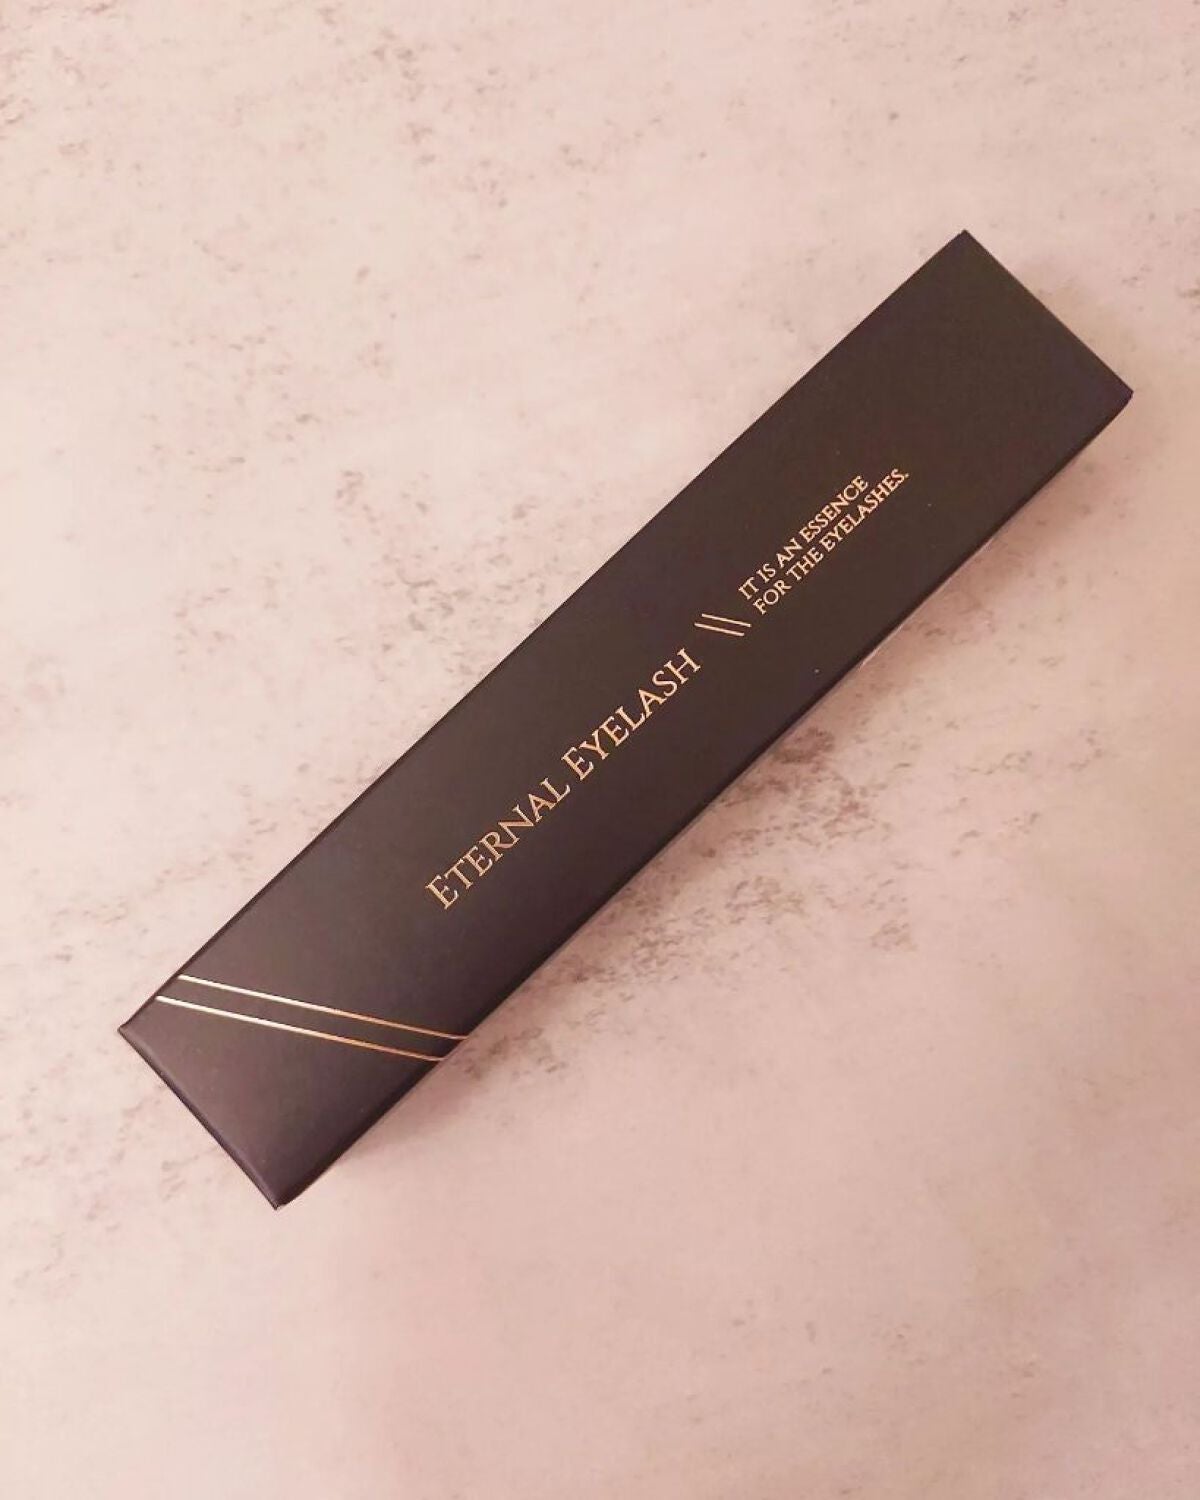 ETERNAL EYELASH
IT IS AN ESSENCE
FOR THE EYELASHES.